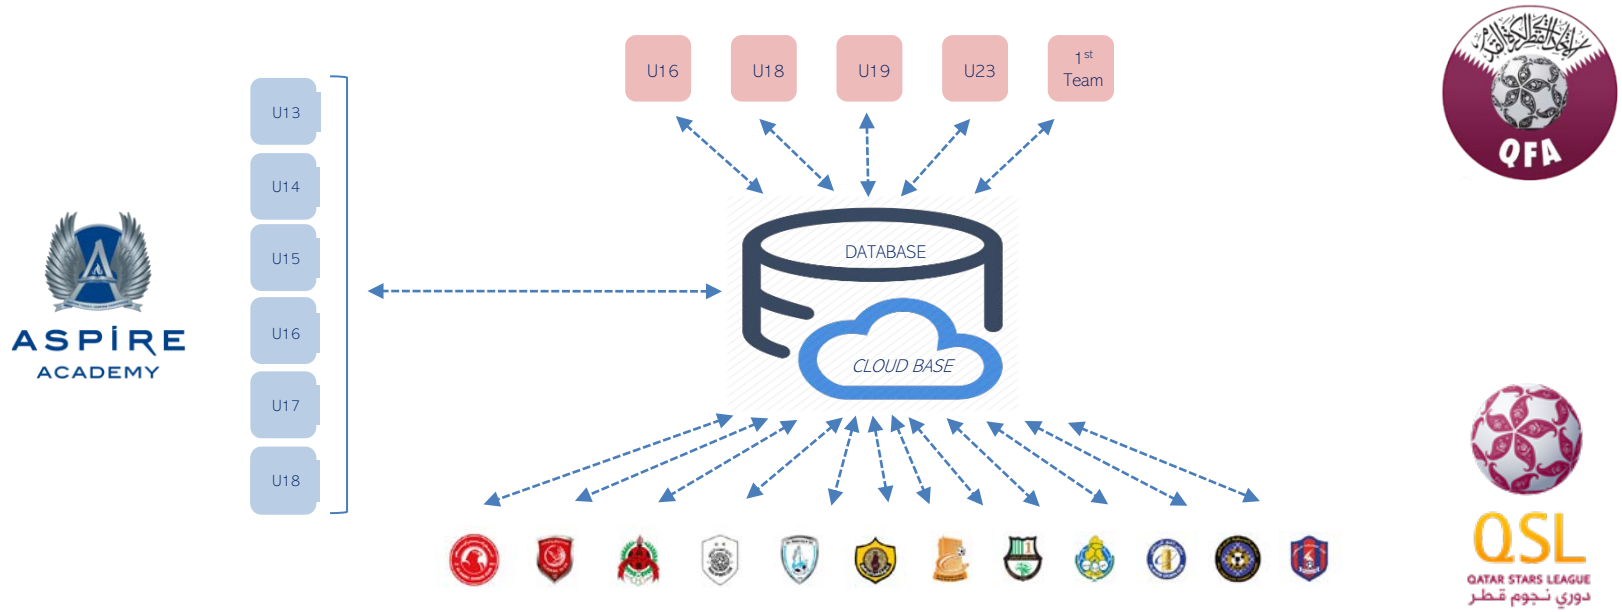 U16
U18
U19
U23
1st
Team
U13
U14
U15
U16
U17
U18
ASPIRE
ACADEMY
DATABASE
CLOUD BASE
QFA
QSL
QATAR STARS LEAGUE
دوري نجوم قطر